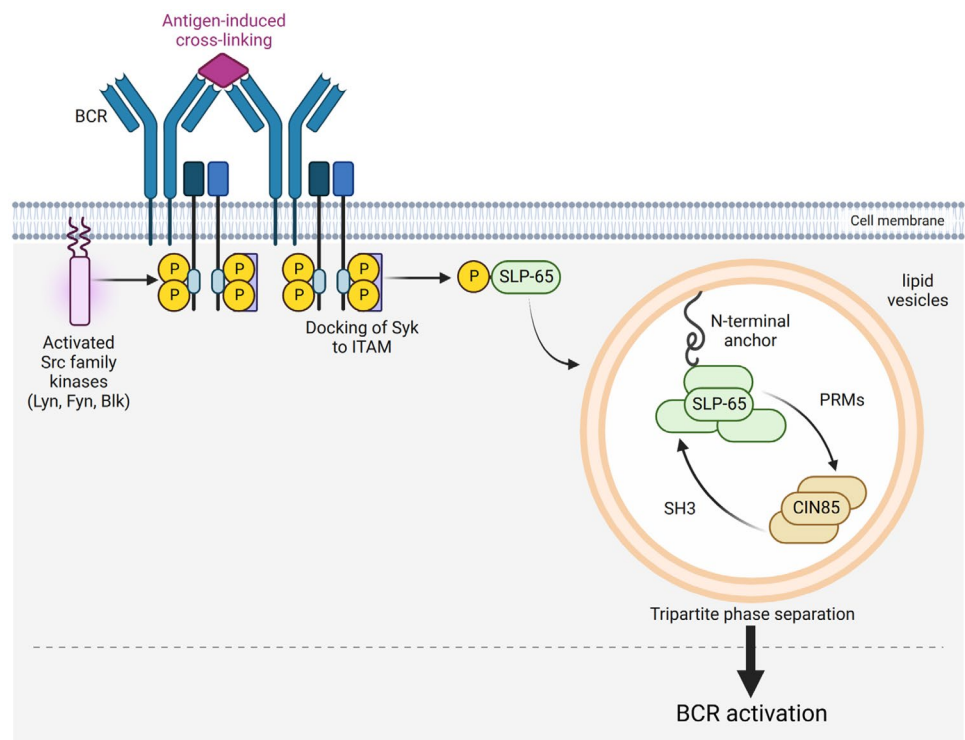 Antigen-induced
cross-linking
BCR
Cell membrane
P
P
P
P
P
P
P
P
P
SLP-65
Docking of Syk
to ITAM
Activated
Src family
kinases
(Lyn, Fyn, Blk)
lipid
vesicles
N-terminal
anchor
SLP-65
PRMs
SH3
CIN85
Tripartite phase separation
BCR activation